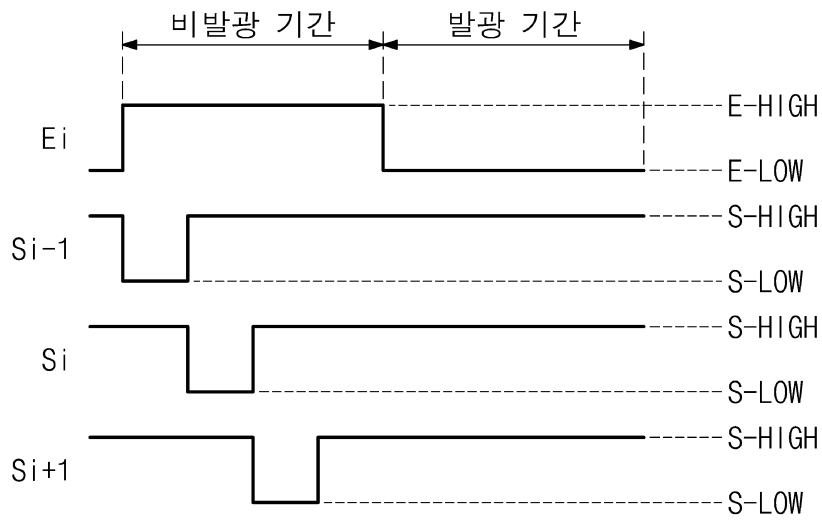 비발광 기간 발광 기간
E-HIGH
Ei
E-LOW
S-HIGH
Si-1
S-LOW
S-HIGH
Si
S-LOW
S-HIGH
Si+1
S-LOW